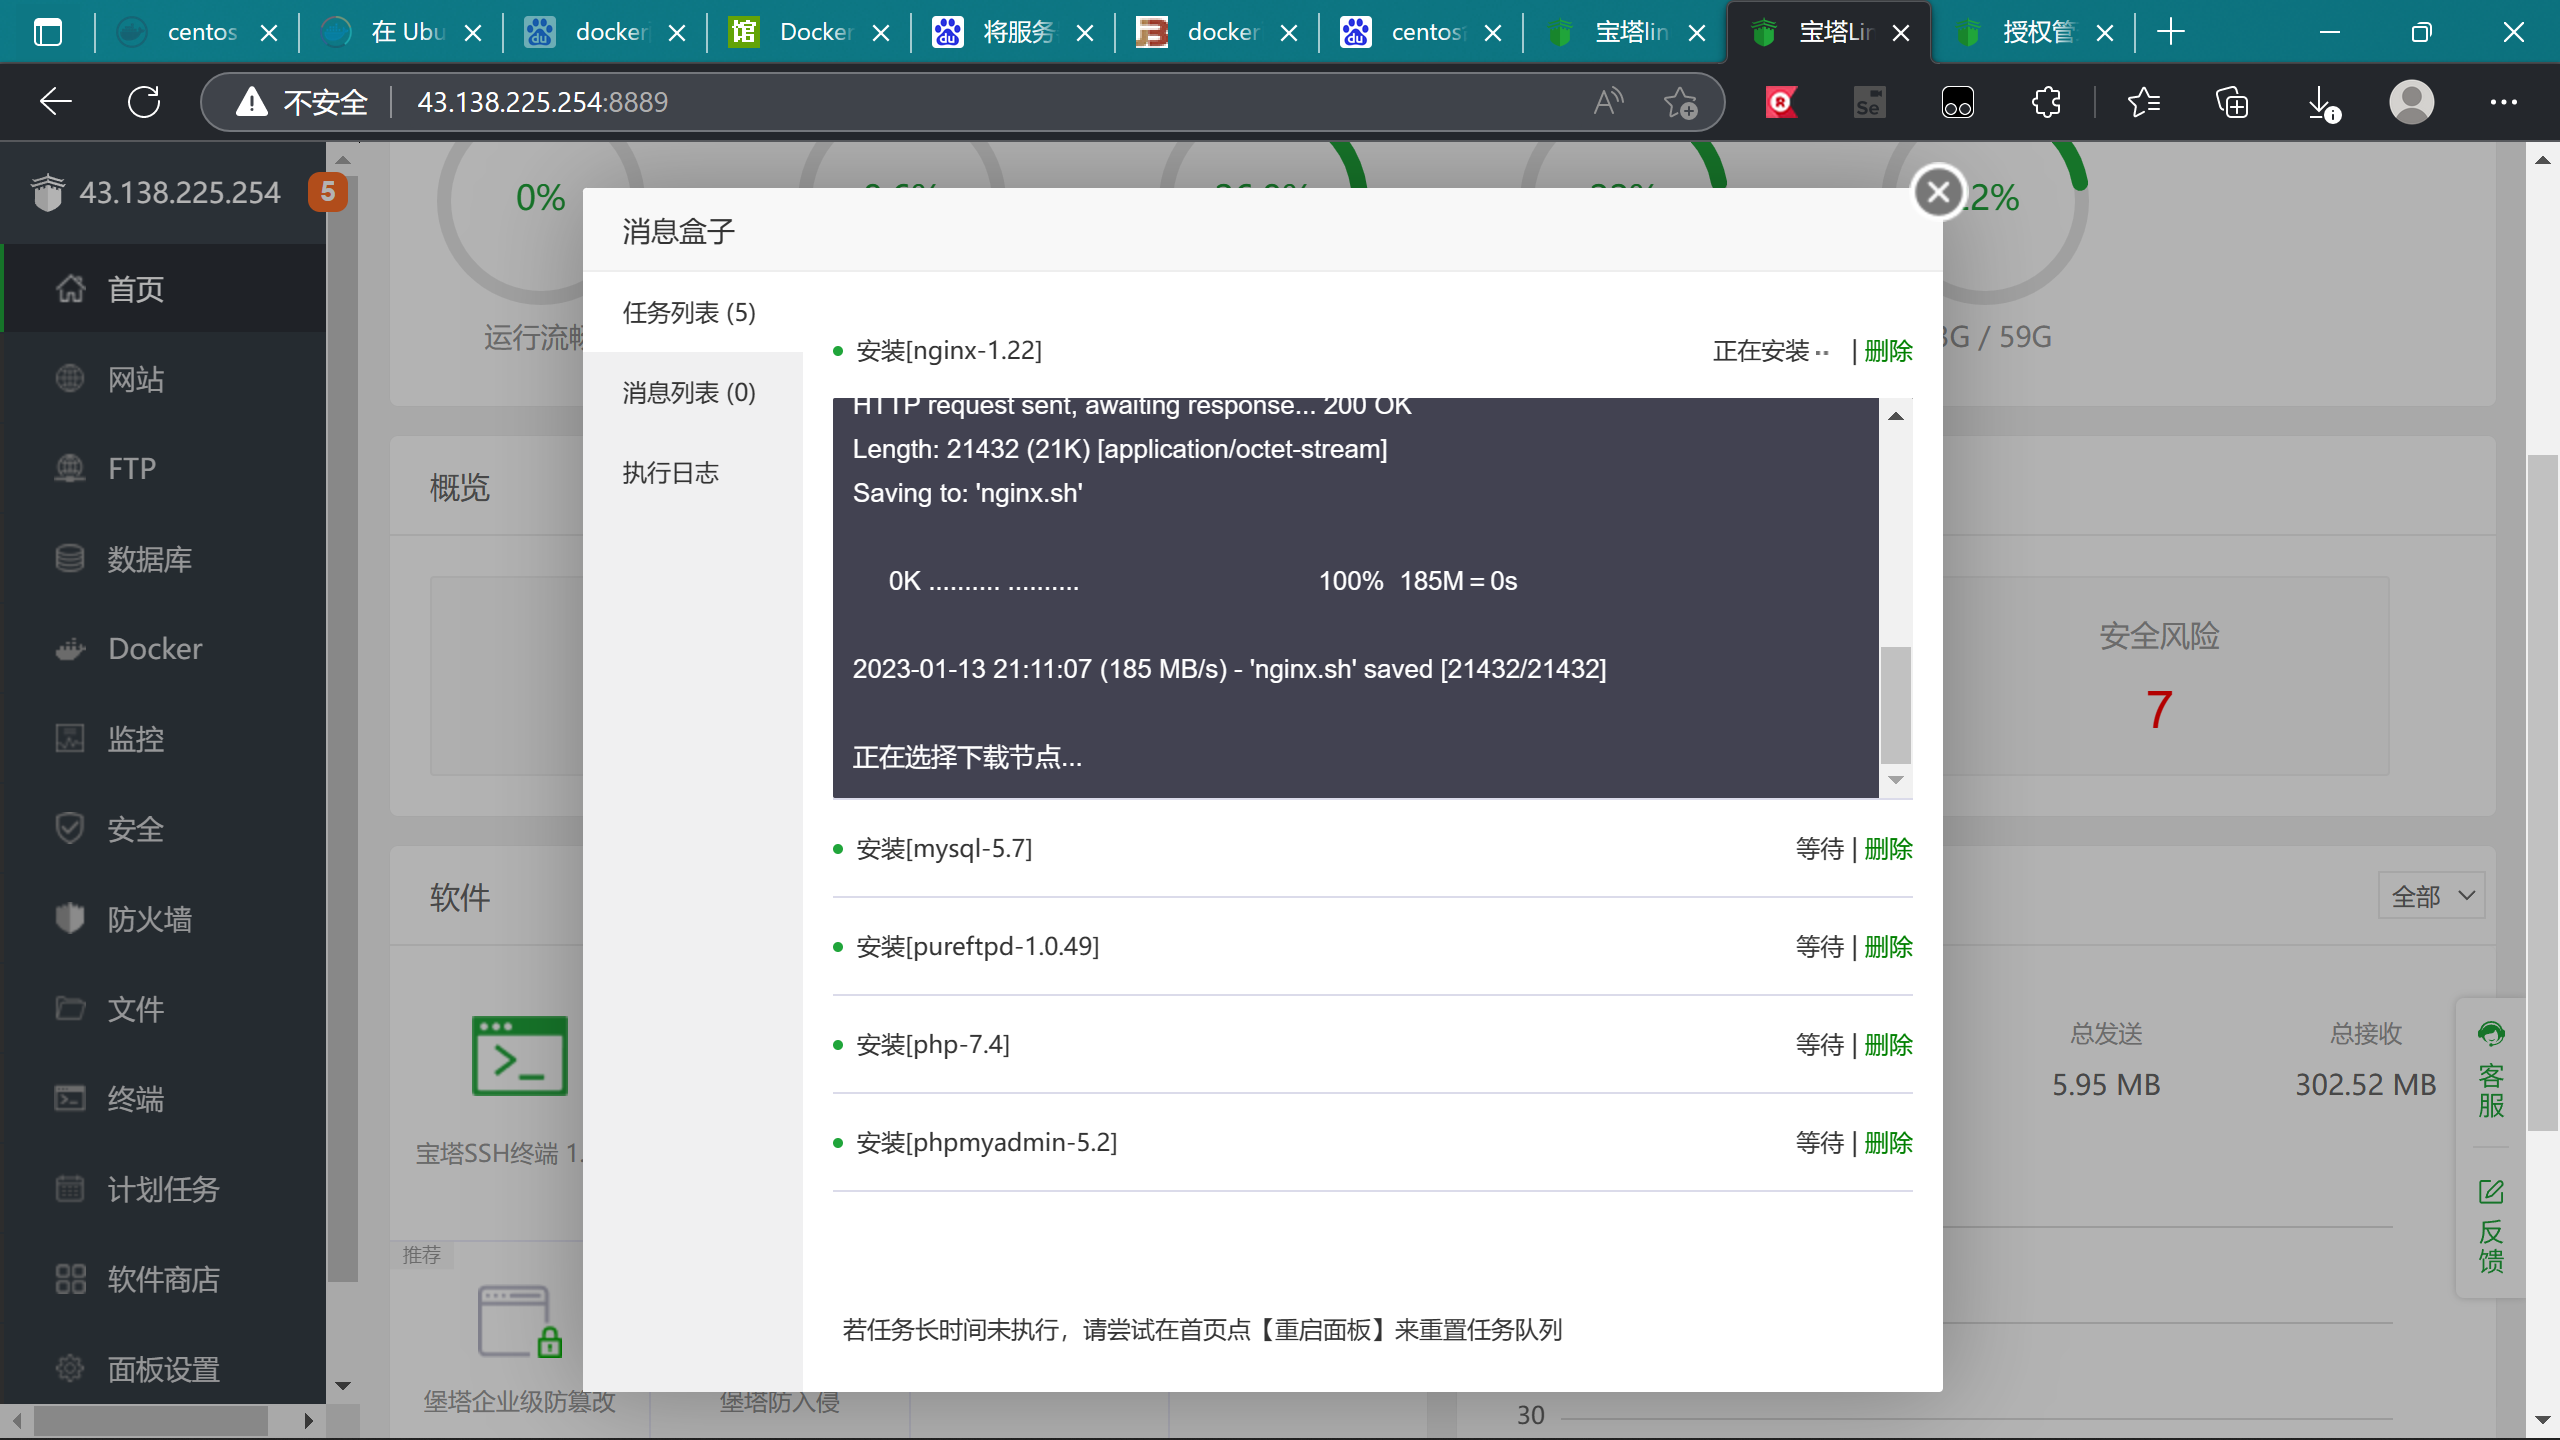 centos
在 Ubu
docker
Docker
将服务
docker
centos
宝塔lin
宝塔Lin
授权管
不安全
43.138.225.254:8889
43.138.225.254
5
首页
网站
FTP
数据库
Docker
监控
安全
防火墙
文件
终端
计划任务
软件商店
面板设置
0%
2%
运行流畅
3G / 59G
概览
安全风险
7
软件
全部
宝塔SSH终端 1.
推荐
堡塔企业级防篡改
堡塔防入侵
总发送
总接收
5.95 MB
302.52 MB
30
客服
反馈
消息盒子
任务列表 (5)
消息列表 (0)
执行日志
安装[nginx-1.22]
正在安装 | 删除
HTTP request sent, awaiting response... 200 OK
Length: 21432 (21K) [application/octet-stream]
Saving to: 'nginx.sh'
0K .......... .......... 100% 185M=0s
2023-01-13 21:11:07 (185 MB/s) - 'nginx.sh' saved [21432/21432]
正在选择下载节点...
安装[mysql-5.7]
等待 | 删除
安装[pureftpd-1.0.49]
等待 | 删除
安装[php-7.4]
等待 | 删除
安装[phpmyadmin-5.2]
等待 | 删除
若任务长时间未执行，请尝试在首页点【重启面板】来重置任务队列